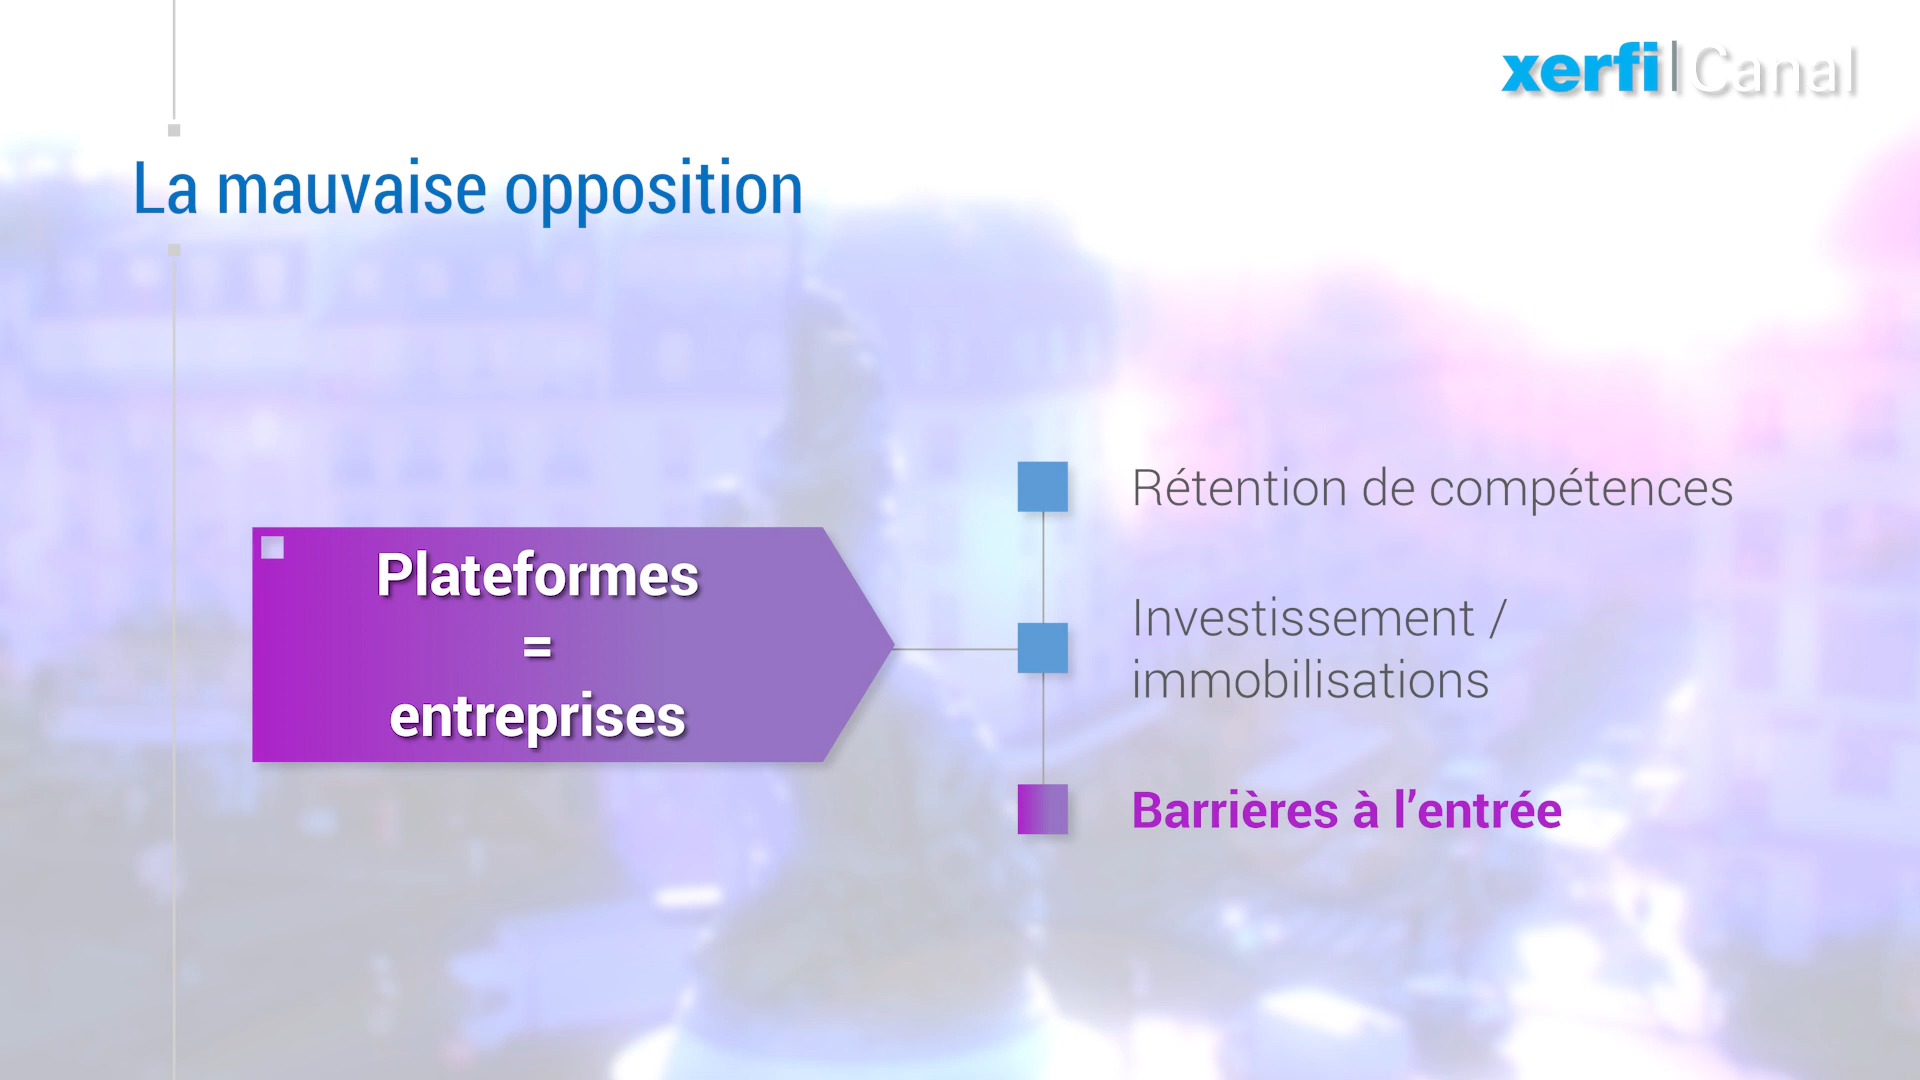 xerfi|Canal
La mauvaise opposition
Plateformes
=
entreprises
Rétention de compétences
Investissement /
immobilisations
Barrières à l’entrée